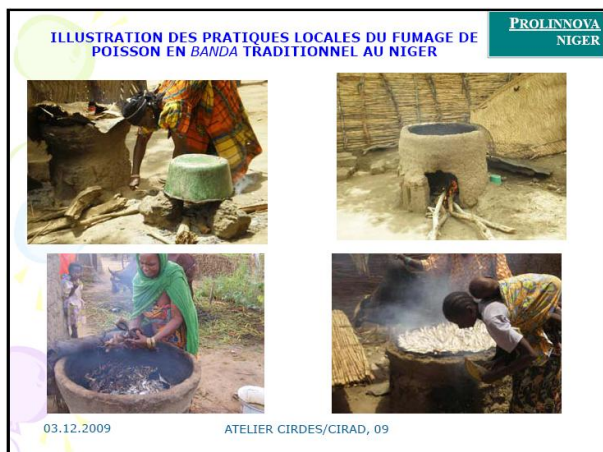 ILLUSTRATION DES PRATIQUES LOCALES DU FUMAGE DE
POISSON EN BANDA TRADITIONNEL AU NIGER
PROLINNOVA
NIGER
03.12.2009
ATELIER CIRDES/CIRAD, 09